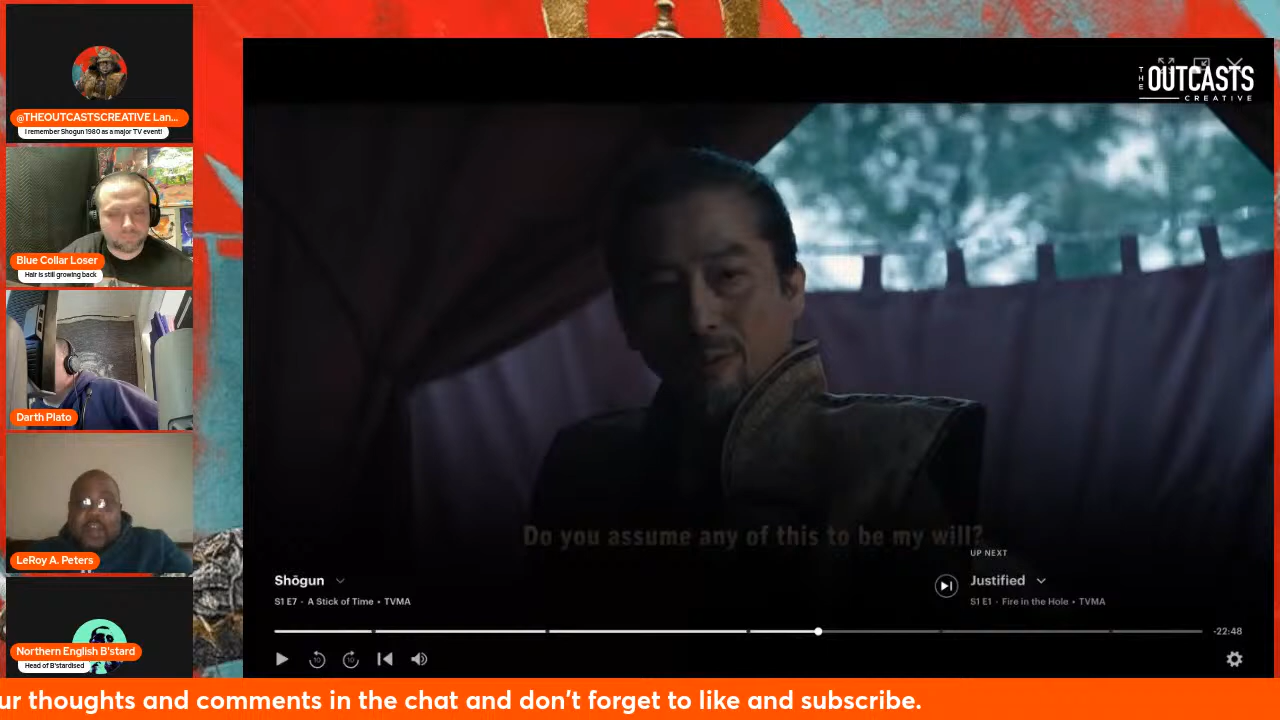 @THEOUTCASTSCREATIVE Lan...
I remember Shogun 1980 as a major TV event!
Blue Collar Loser
Hair is still growing back
Darth Plato
LeRoy A. Peters
Northern English B'stard
Head of B'stardised
THE OUTCASTS
CREATIVE
Do you assume any of this to be my will?
UP NEXT
Shōgun
Justified
S1 E7 • A Stick of Time • TVMA
S1 E1 • Fire in the Hole • TVMA
-22:48
10
10
ur thoughts and comments in the chat and don't forget to like and subscribe.